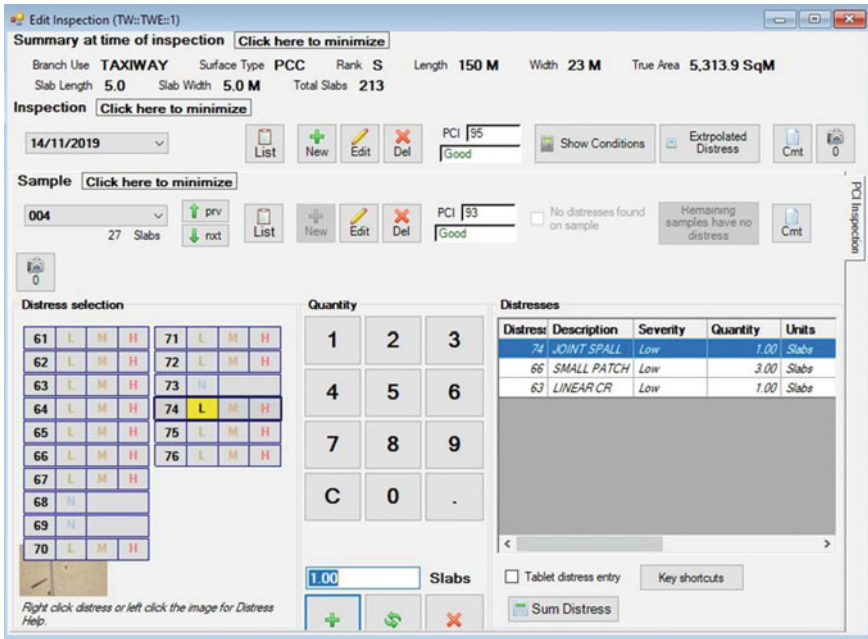 Edit Inspection (TW::TWE::1)
Summary at time of inspection Click here to minimize
Branch Use TAXIWAY Surface Type PCC Rank S Length 150 M Width 23 M True Area 5,313.9 SqM
Slab Length 5.0 Slab Width 5.0 M Total Slabs 213
Inspection Click here to minimize
14/11/2019 List New Edit Del PCI 95 Good Show Conditions Extrpolated Distress Cmt 0
Sample Click here to minimize
004 prv List New Edit Del PCI 93 Good No distresses found on sample Remaining samples have no distress Cmt
27 Slabs nxt
0
PCI Inspection
Distress selection Quantity Distresses
61 L M H 71 L M H
62 L M H 72 L M H
63 L M H 73 N
64 L M H 74 L M H
65 L M H 75 L M H
66 L M H 76 L M H
67 L M H
68 N
69 N
70 L M H
Right click distress or left click the image for Distress
Help.
1 2 3
4 5 6
7 8 9
C 0 .
1.00 Slabs
Distress Description Severity Quantity Units
74 JOINT SPALL Low 1.00 Slabs
66 SMALL PATCH Low 3.00 Slabs
63 LINEAR CR Low 1.00 Slabs
Tablet distress entry Key shortcuts
Sum Distress